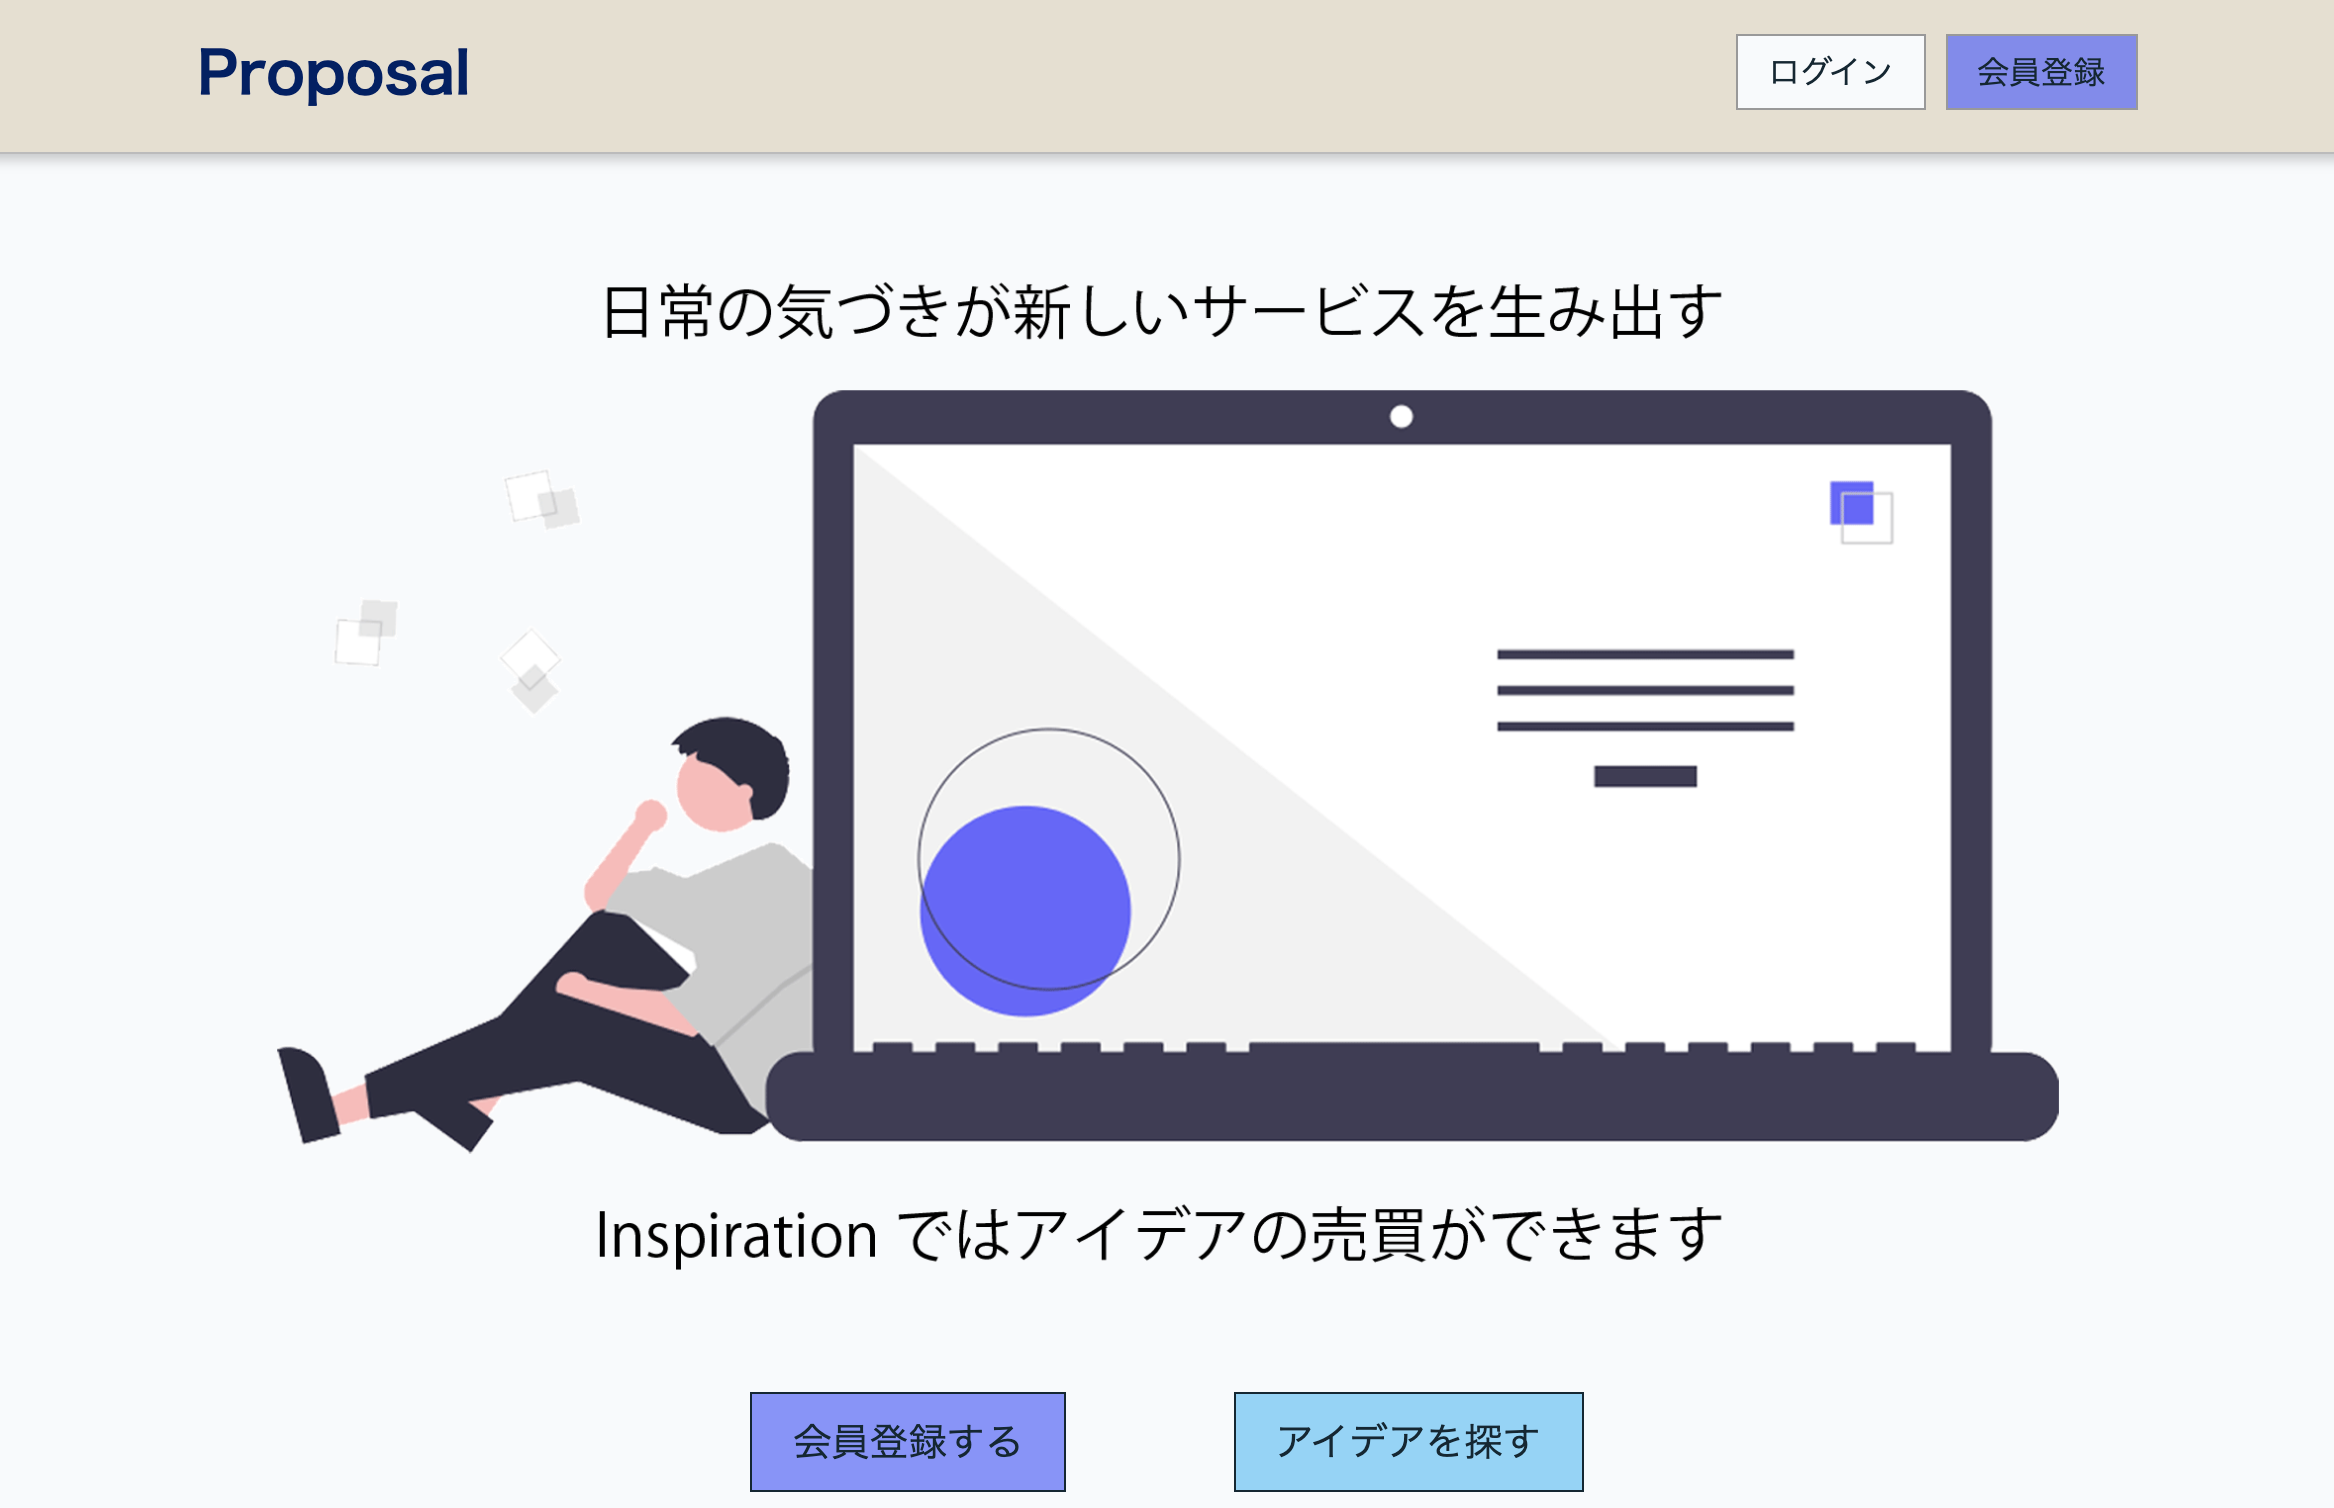 Proposal
ログイン
会員登録
日常の気づきが新しいサービスを生み出す
Inspiration ではアイデアの売買ができます
会員登録する
アイデアを探す